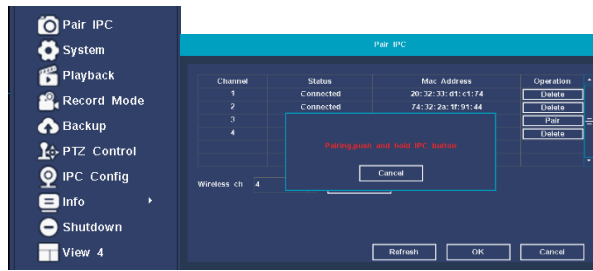 Pair IPC
System
Playback
Record Mode
Backup
PTZ Control
IPC Config
Info
Shutdown
View 4
Pair IPC
Channel Status Mac Address Operation
1 Connected 20:32:33:d1:c1:74 Delete
2 Connected 74:32:2a:1f:91:44 Delete
3 Pair
4 Delete
Pairing,push and hold IPC button
Cancel
Wireless ch 4
Refresh OK Cancel